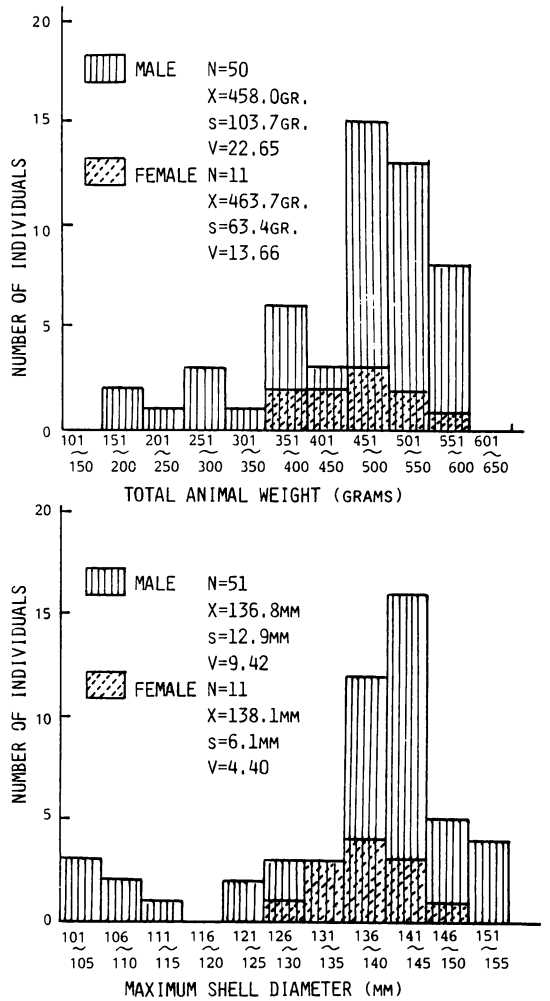 20
MALE N=50
X=458.0GR.
S=103.7GR.
V=22.65
15
FEMALE N=11
X=463.7GR.
S=63.4GR.
V=13.66
10
5
0
NUMBER OF INDIVIDUALS
101 151 201 251 301 351 401 451 501 551 601
~ ~ ~ ~ ~ ~ ~ ~ ~ ~ ~
150 200 250 300 350 400 450 500 550 600 650
TOTAL ANIMAL WEIGHT (GRAMS)
20
MALE N=51
X=136.8MM
S=12.9MM
V=9.42
15
FEMALE N=11
X=138.1MM
S=6.1MM
V=4.40
10
5
0
NUMBER OF INDIVIDUALS
101 106 111 116 121 126 131 136 141 146 151
~ ~ ~ ~ ~ ~ ~ ~ ~ ~ ~
105 110 115 120 125 130 135 140 145 150 155
MAXIMUM SHELL DIAMETER (MM)